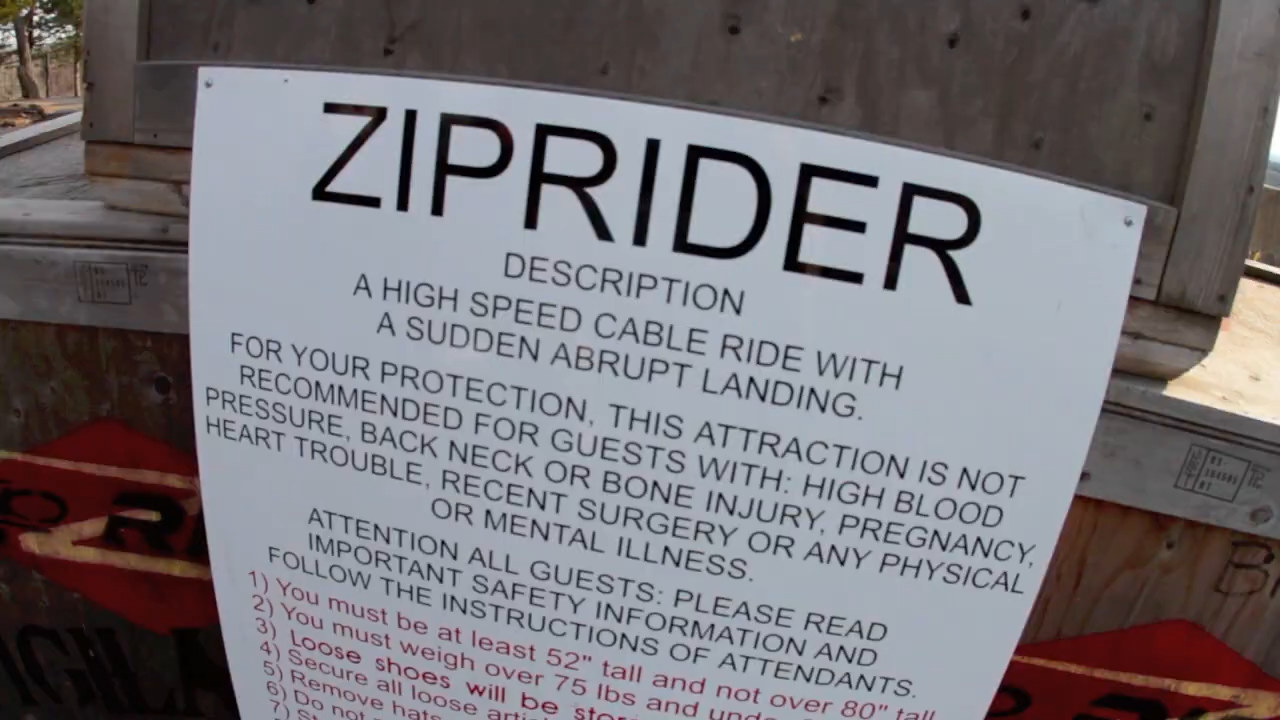 ZIPRIDER
DESCRIPTION
A HIGH SPEED CABLE RIDE WITH
A SUDDEN ABRUPT LANDING.
FOR YOUR PROTECTION, THIS ATTRACTION IS NOT
RECOMMENDED FOR GUESTS WITH: HIGH BLOOD
PRESSURE, BACK NECK OR BONE INJURY, PREGNANCY,
HEART TROUBLE, RECENT SURGERY OR ANY PHYSICAL
OR MENTAL ILLNESS.
ATTENTION ALL GUESTS: PLEASE READ
IMPORTANT SAFETY INFORMATION AND
FOLLOW THE INSTRUCTIONS OF ATTENDANTS.
1) You must be at least 52" tall and not over 80" tall
2) You must weigh over 75 lbs and
3) Loose shoes will be
4) Secure all loose
5) Remove hats
6) Do not
7)